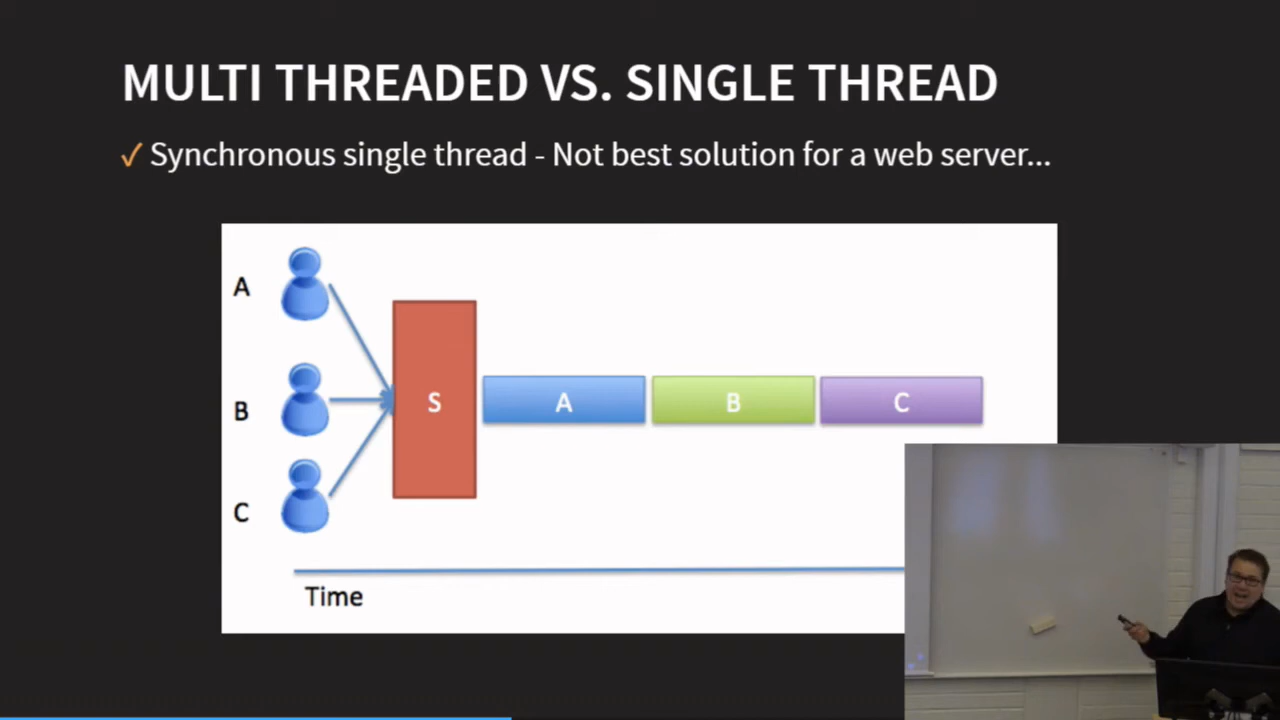 MULTI THREADED VS. SINGLE THREAD
✓ Synchronous single thread - Not best solution for a web server...
A
B
C
S
A
B
C
Time